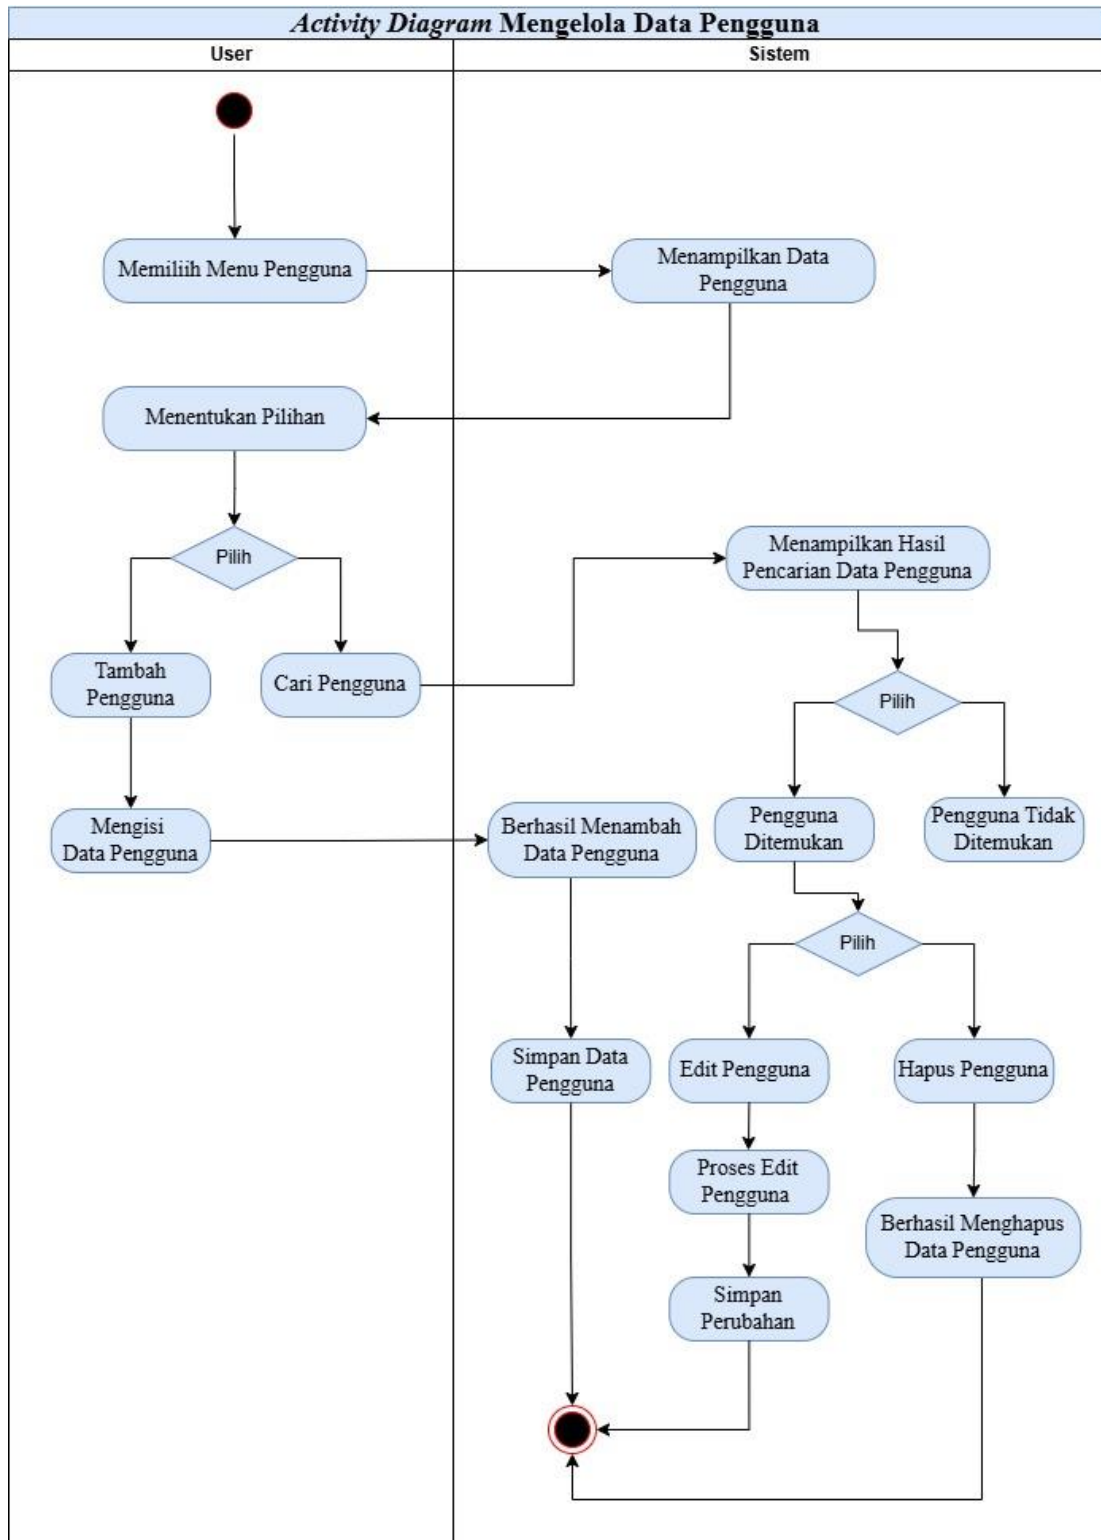 Activity Diagram Mengelola Data Pengguna
User
Sistem
Memiliih Menu Pengguna
Menampilkan Data
Pengguna
Menentukan Pilihan
Pilih
Menampilkan Hasil
Pencarian Data Pengguna
Tambah
Pengguna
Cari Pengguna
Pilih
Mengisi
Data Pengguna
Berhasil Menambah
Data Pengguna
Pengguna
Ditemukan
Pengguna Tidak
Ditemukan
Pilih
Simpan Data
Pengguna
Edit Pengguna
Hapus Pengguna
Proses Edit
Pengguna
Berhasil Menghapus
Data Pengguna
Simpan
Perubahan